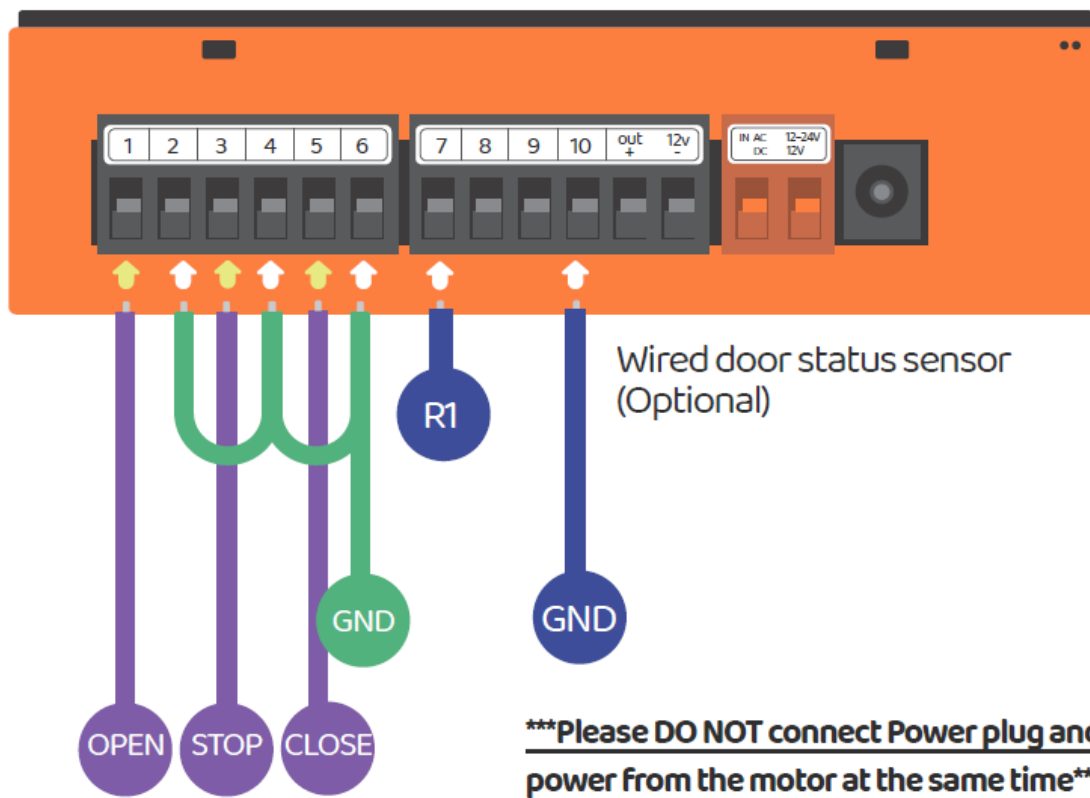 1 2 3 4 5 6
7 8 9 10 out + 12v -
IN AC 12-24V
DC 12V
Wired door status sensor
(Optional)
R1
GND
GND
OPEN STOP CLOSE
***Please DO NOT connect Power plug and
power from the motor at the same time**